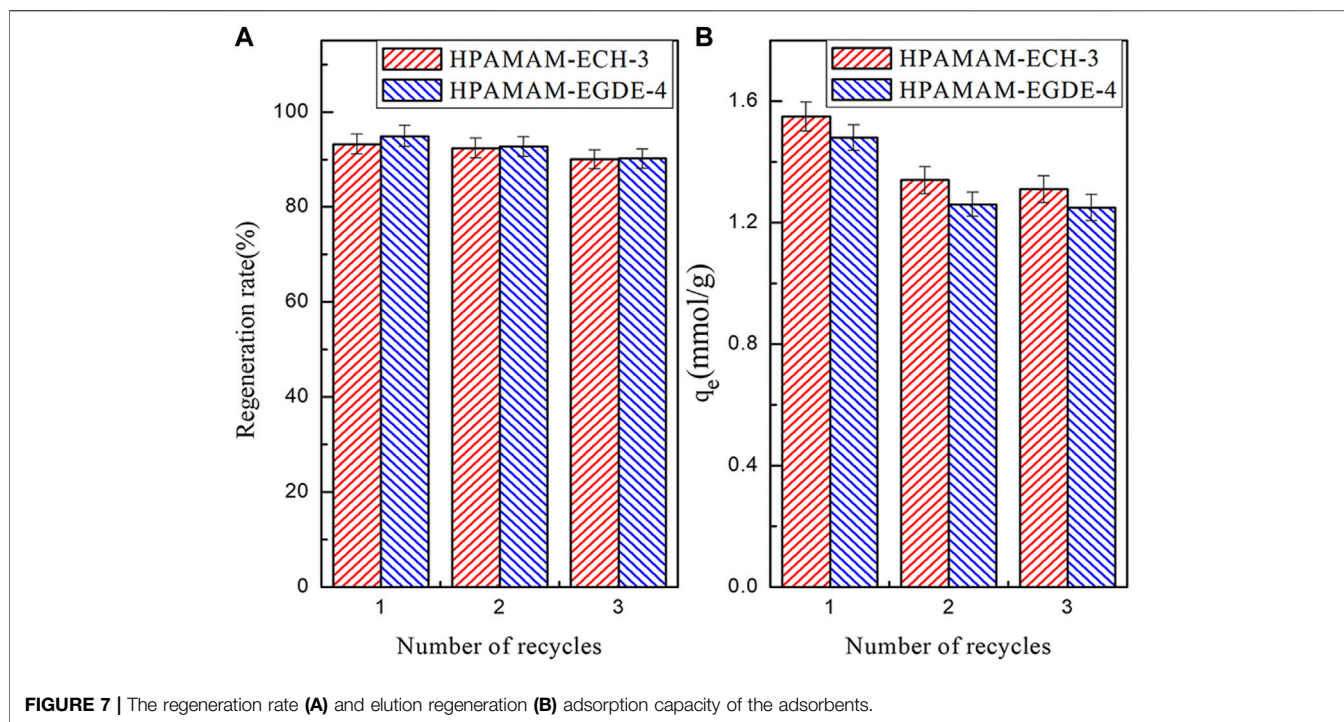 A
HPAMAM-ECH-3
HPAMAM-EGDE-4
Regeneration rate(%)
100
80
60
40
20
0
1 2 3
Number of recycles
B
HPAMAM-ECH-3
HPAMAM-EGDE-4
qe(mmol/g)
1.6
1.2
0.8
0.4
0.0
1 2 3
Number of recycles
FIGURE 7 | The regeneration rate (A) and elution regeneration (B) adsorption capacity of the adsorbents.